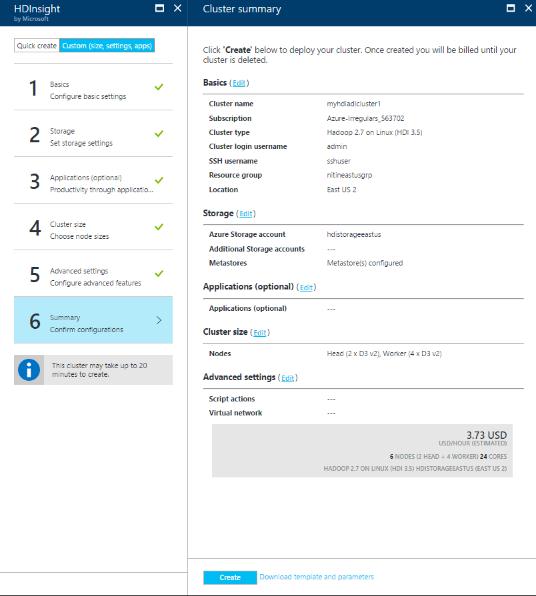 HDInsight
by Microsoft
Quick create
Custom (size, settings, apps)
1
Basics
Configure basic settings
2
Storage
Set storage settings
3
Applications (optional)
Productivity through applicatio...
4
Cluster size
Choose node sizes
5
Advanced settings
Configure advanced features
6
Summary
Confirm configurations
This cluster may take up to 20
minutes to create.
Cluster summary
Click 'Create' below to deploy your cluster. Once created you will be billed until your
cluster is deleted.
Basics (Edit)
Cluster name myhdiadlcluster1
Subscription Azure-Irregulars_563702
Cluster type Hadoop 2.7 on Linux (HDI 3.5)
Cluster login username admin
SSH username sshuser
Resource group nitineastusgrp
Location East US 2
Storage (Edit)
Azure Storage account hdistorageeastus
Additional Storage accounts ---
Metastores Metastore(s) configured
Applications (optional) (Edit)
Applications (optional) ---
Cluster size (Edit)
Nodes Head (2 x D3 v2), Worker (4 x D3 v2)
Advanced settings (Edit)
Script actions ---
Virtual network ---
3.73 USD
USD/HOUR (ESTIMATED)
6 NODES (2 HEAD + 4 WORKER) 24 CORES
HADOOP 2.7 ON LINUX (HDI 3.5) HDISTORAGEEASTUS (EAST US 2)
Create
Download template and parameters